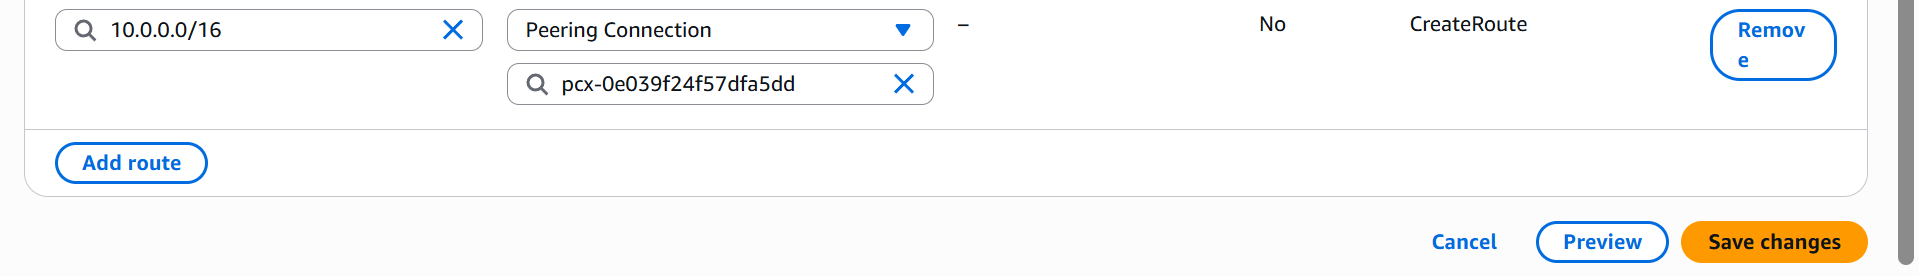 10.0.0.0/16
Peering Connection
–
No
CreateRoute
Remov
e
pcx-0e039f24f57dfa5dd
Add route
Cancel
Preview
Save changes